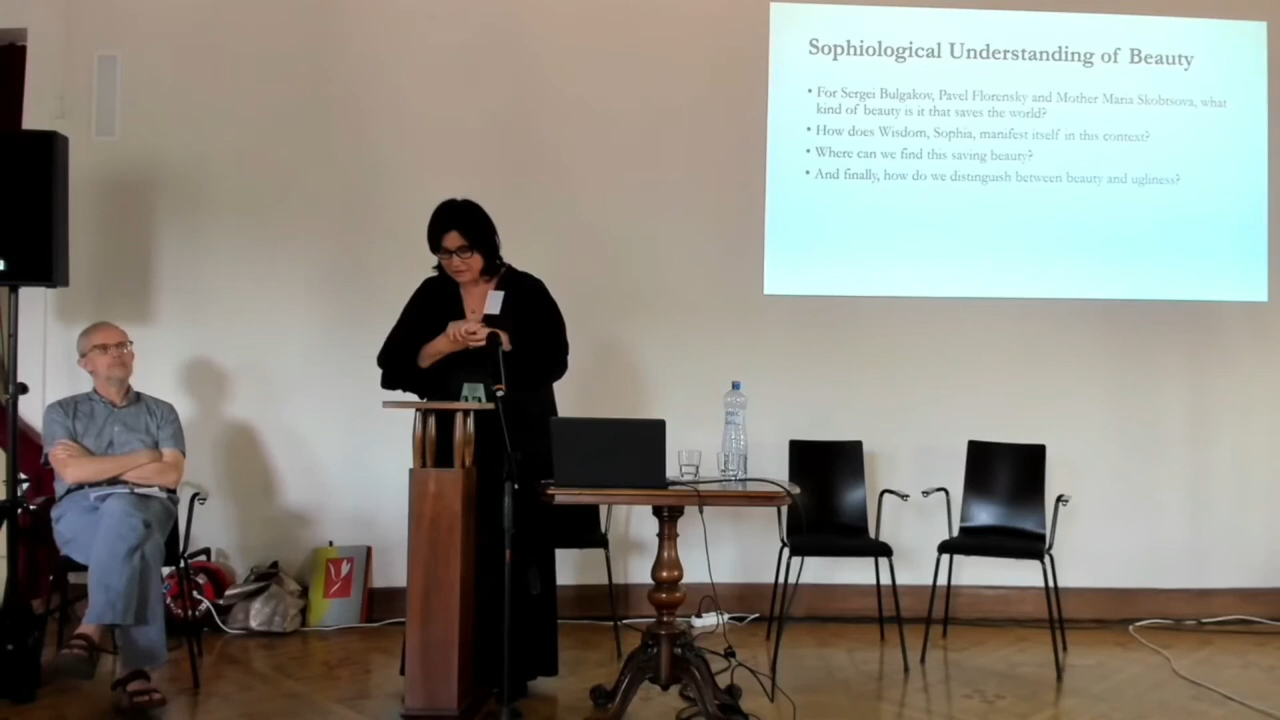 Sophiological Understanding of Beauty
• For Sergei Bulgakov, Pavel Florensky and Mother Maria Skobtsova, what
kind of beauty is it that saves the world?
• How does Wisdom, Sophia, manifest itself in this context?
• Where can we find this saving beauty?
• And finally, how do we distinguish between beauty and ugliness?